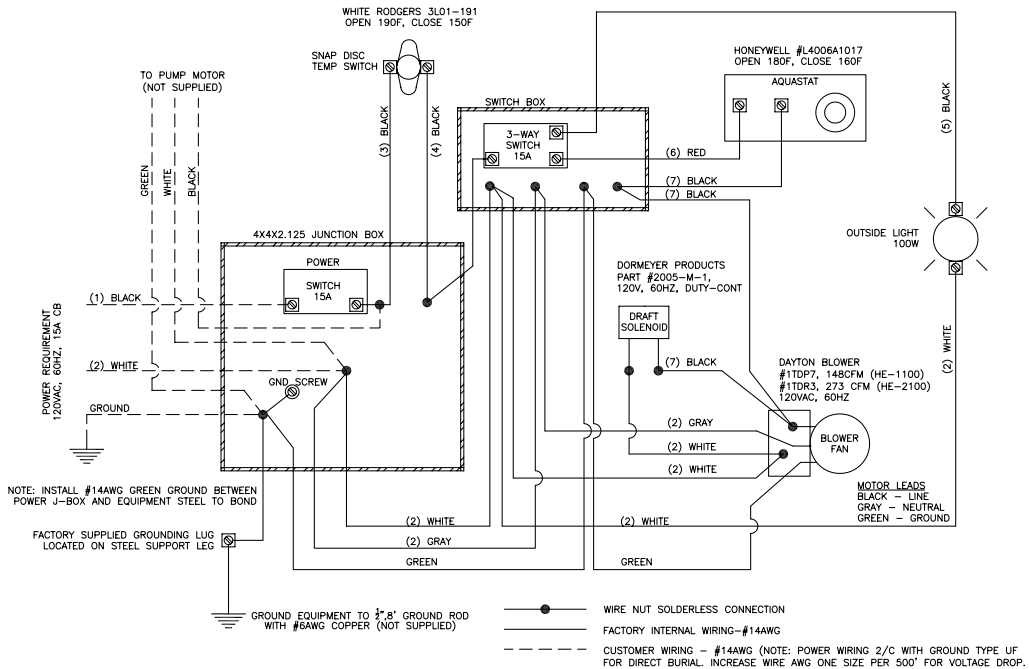 WHITE RODGERS 3L01-191
OPEN 190F, CLOSE 150F
SNAP DISC
TEMP SWITCH
TO PUMP MOTOR
(NOT SUPPLIED)
HONEYWELL #L4006A1017
OPEN 180F, CLOSE 160F
AQUASTAT
SWITCH BOX
3-WAY
SWITCH
15A
(3) BLACK
(4) BLACK
(5) BLACK
(6) RED
(7) BLACK
(7) BLACK
GREEN
WHITE
BLACK
4X4X2.125 JUNCTION BOX
POWER
SWITCH
15A
OUTSIDE LIGHT
100W
DORMEYER PRODUCTS
PART #2005-M-1,
120V, 60HZ, DUTY-CONT
DRAFT
SOLENOID
(1) BLACK
(2) WHITE
GROUND
POWER REQUIREMENT
120VAC, 60HZ, 15A CB
GND SCREW
(7) BLACK
(2) WHITE
DAYTON BLOWER
#1TDP7, 148CFM (HE-1100)
#1TDR3, 273 CFM (HE-2100)
120VAC, 60HZ
(2) GRAY
(2) WHITE
(2) WHITE
BLOWER
FAN
MOTOR LEADS
BLACK - LINE
GRAY - NEUTRAL
GREEN - GROUND
NOTE: INSTALL #14AWG GREEN GROUND BETWEEN
POWER J-BOX AND EQUIPMENT STEEL TO BOND
(2) WHITE
(2) WHITE
FACTORY SUPPLIED GROUNDING LUG
LOCATED ON STEEL SUPPORT LEG
(2) GRAY
GREEN
GREEN
GROUND EQUIPMENT TO ½",8' GROUND ROD
WITH #6AWG COPPER (NOT SUPPLIED)
WIRE NUT SOLDERLESS CONNECTION
FACTORY INTERNAL WIRING-#14AWG
CUSTOMER WIRING - #14AWG (NOTE: POWER WIRING 2/C WITH GROUND TYPE UF
FOR DIRECT BURIAL. INCREASE WIRE AWG ONE SIZE PER 500' FOR VOLTAGE DROP.